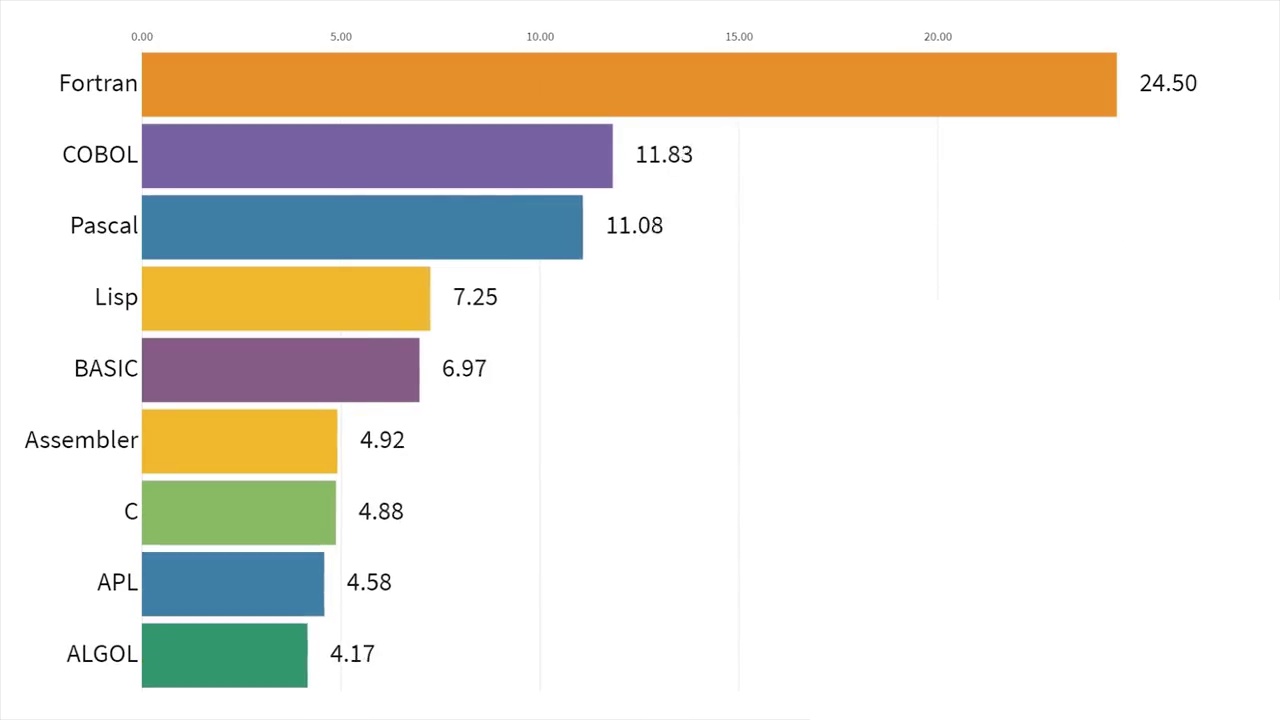 0.00 5.00 10.00 15.00 20.00
Fortran 24.50
COBOL 11.83
Pascal 11.08
Lisp 7.25
BASIC 6.97
Assembler 4.92
C 4.88
APL 4.58
ALGOL 4.17